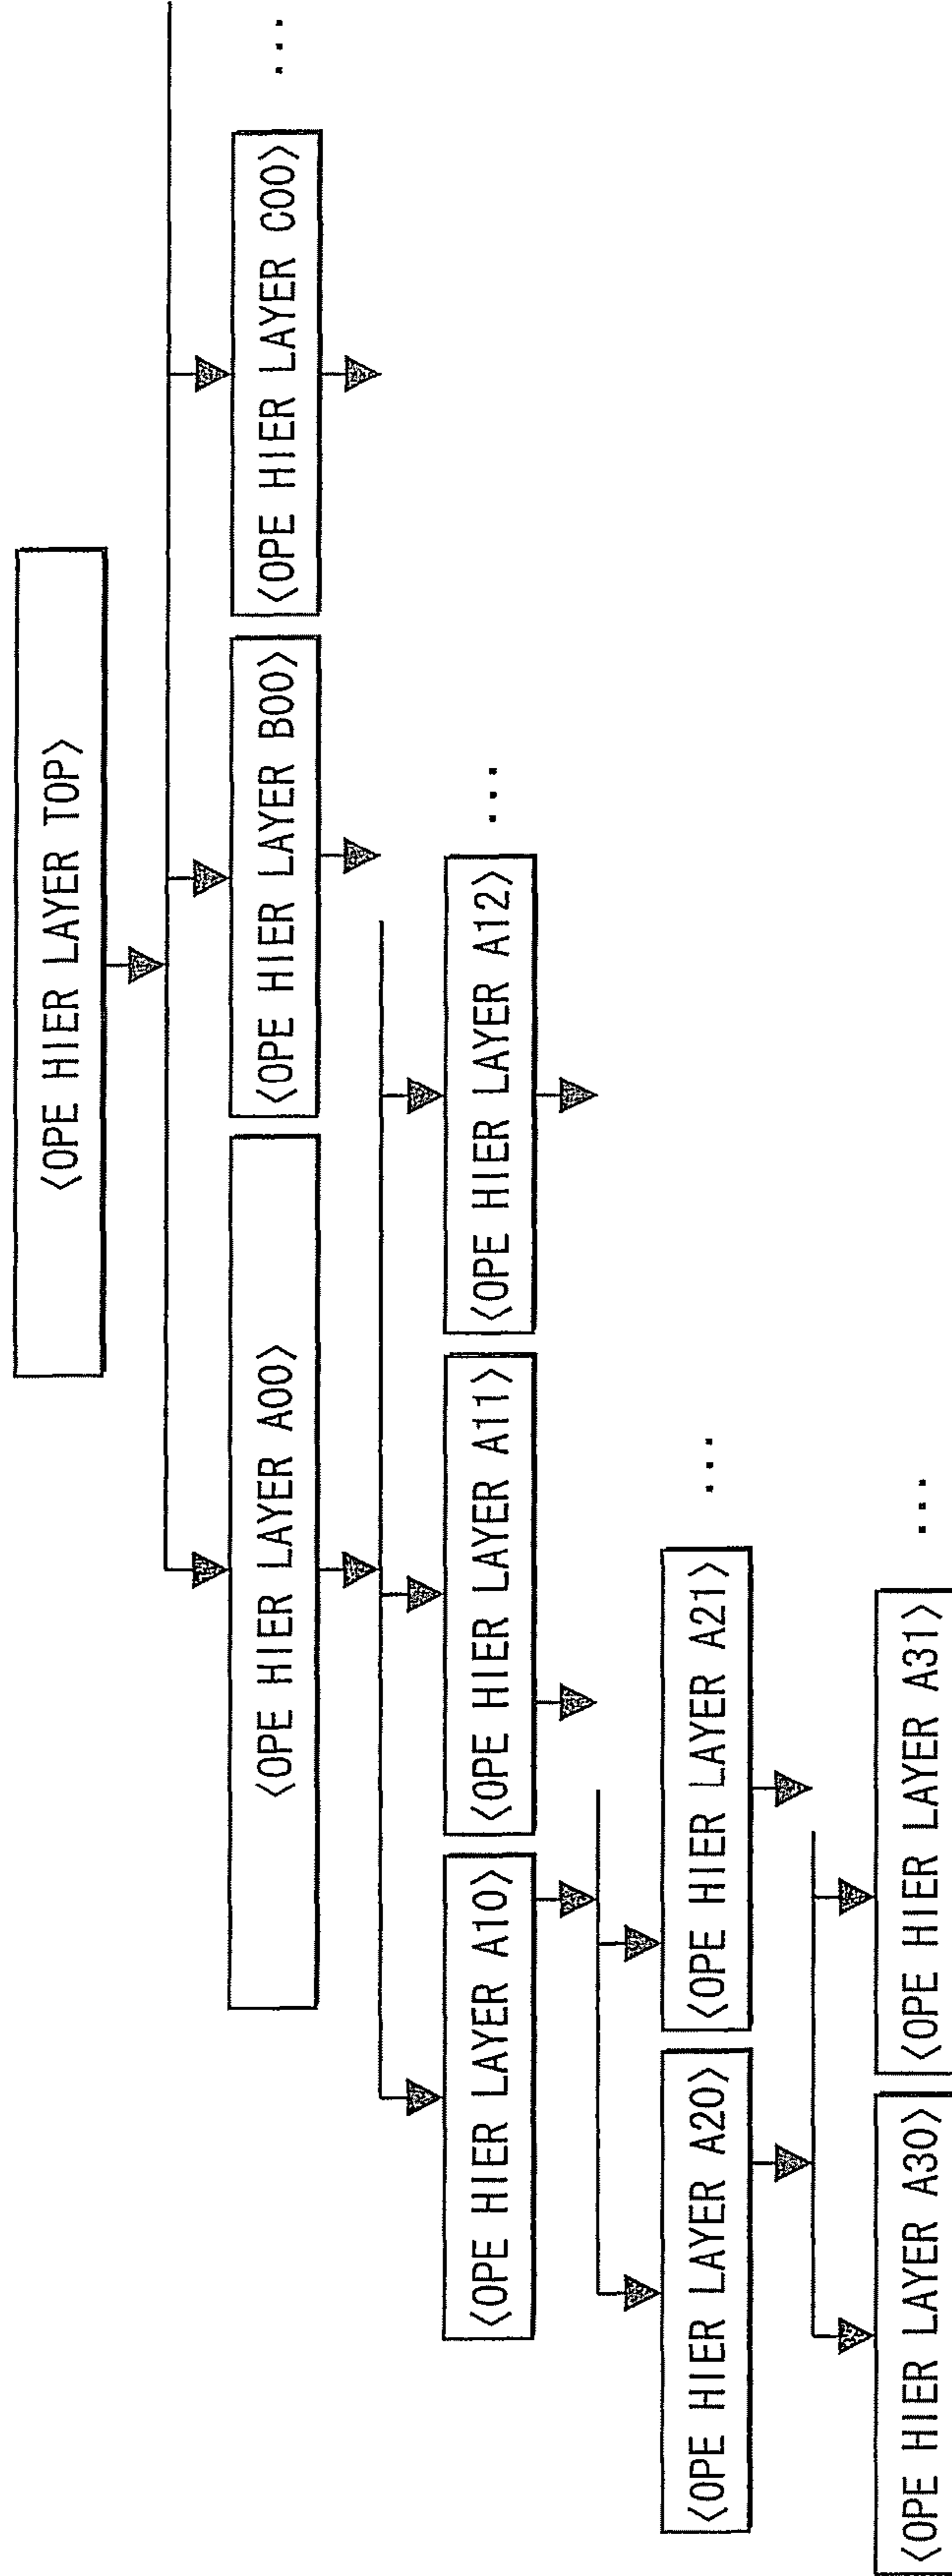 <OPE HIER LAYER TOP>
<OPE HIER LAYER A00>
<OPE HIER LAYER B00>
<OPE HIER LAYER C00>
...
<OPE HIER LAYER A10>
<OPE HIER LAYER A11>
<OPE HIER LAYER A12>
...
<OPE HIER LAYER A20>
<OPE HIER LAYER A21>
...
<OPE HIER LAYER A30>
<OPE HIER LAYER A31>
...